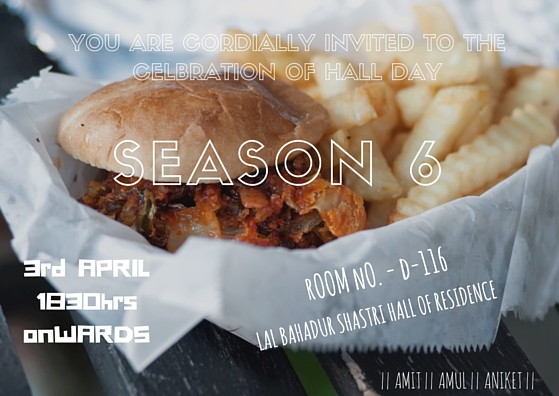 YOU ARE CORDIALLY INVITED TO THE
CELBRATION OF HALL DAY
SEASON 6
3rd APRIL
1830hrs
onWARDS
ROOM nO. - D-116
LAL BAHADUR SHASTRI HALL OF RESIDENCE
|| AMIT || AMUL || ANIKET ||